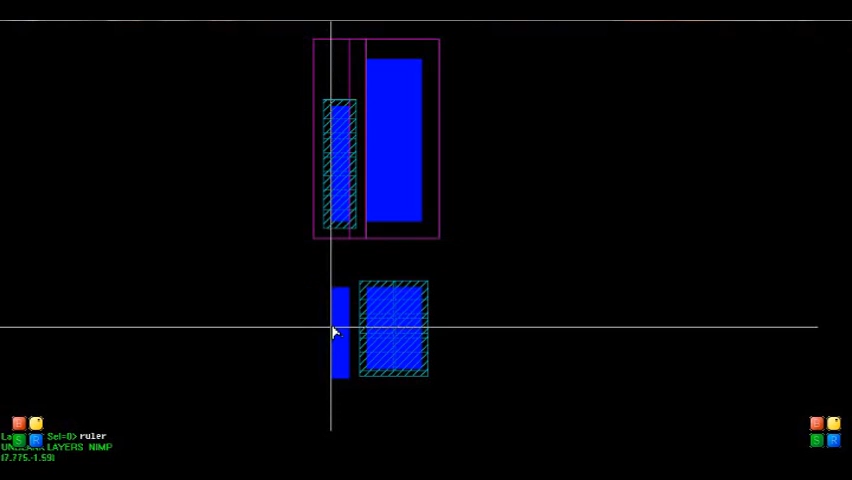 Sel=0> ruler
LAYERS NIMP
(7.775,-1.59)
B
S R
B
S R